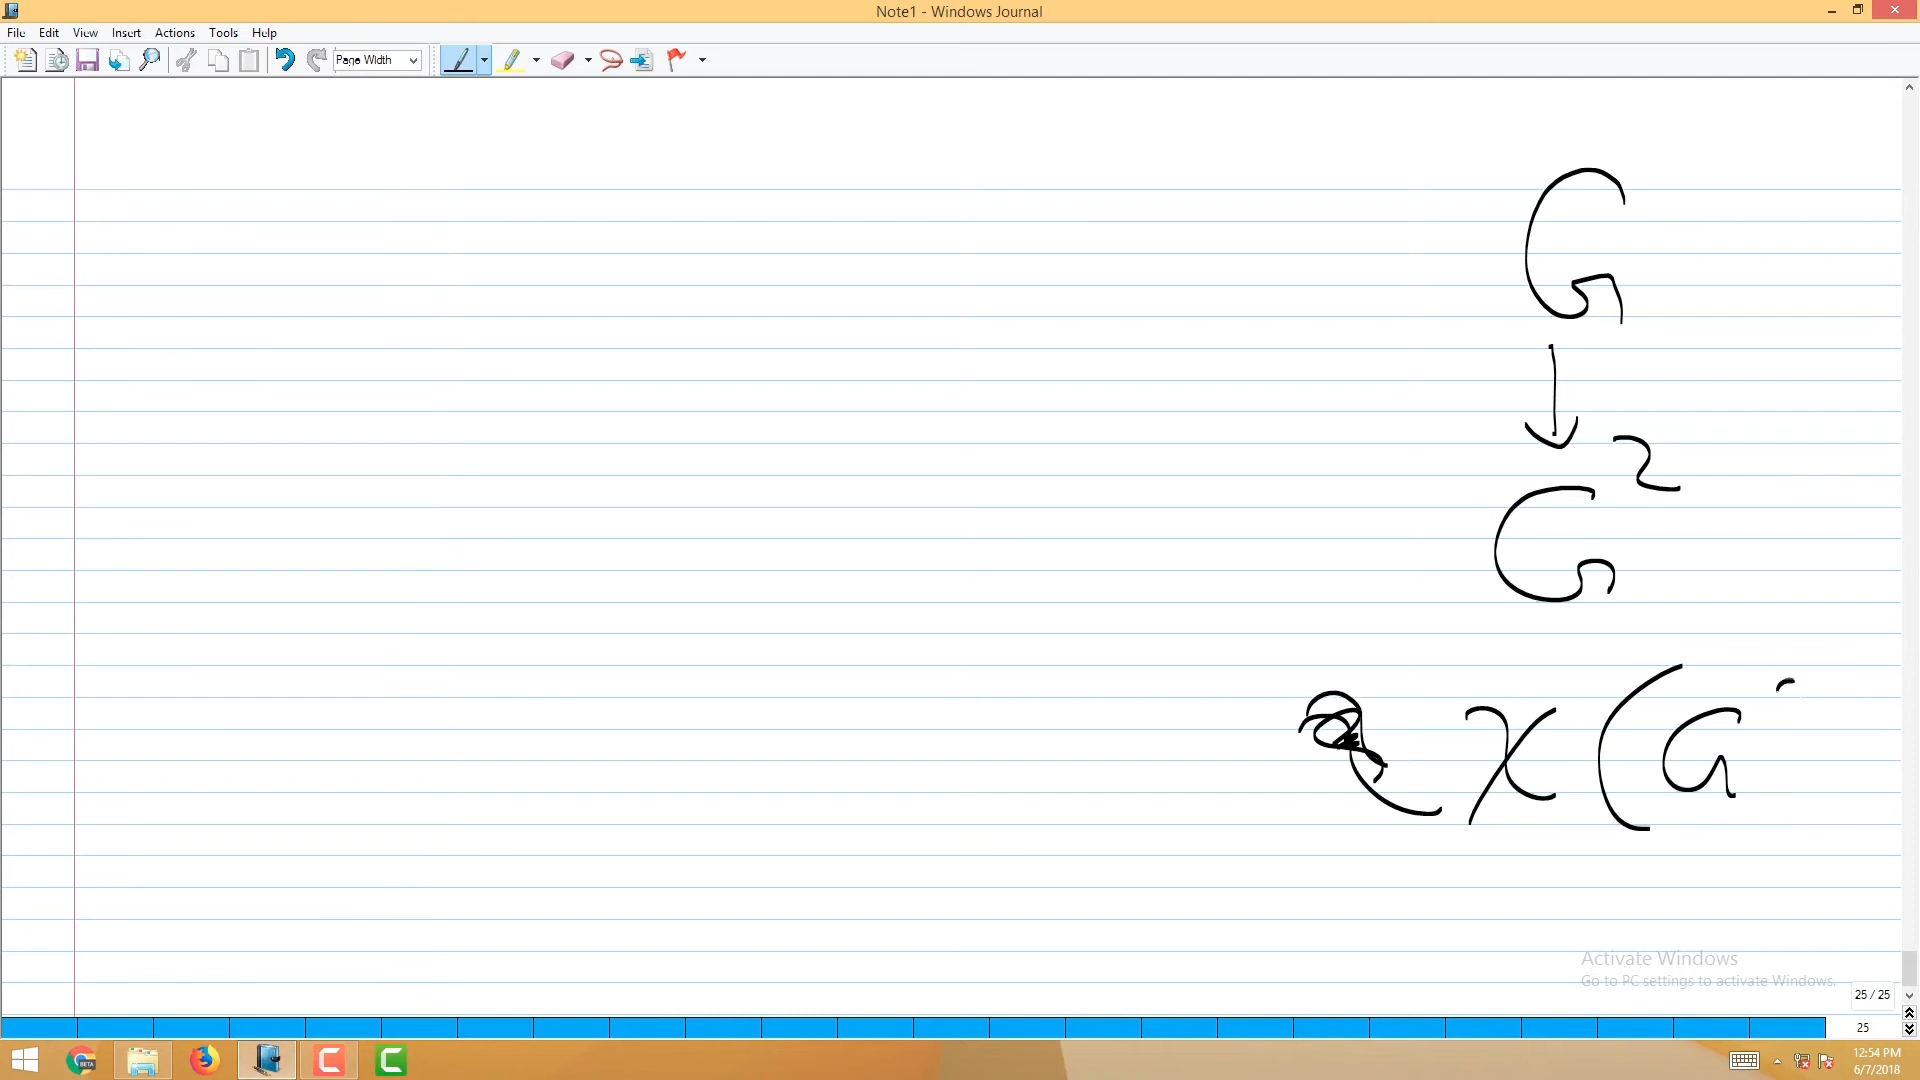 Note1 - Windows Journal
File Edit View Insert Actions Tools Help
Page Width
G
↓
G²
χ(G
Activate Windows
Go to PC settings to activate Windows.
25 / 25
25
BETA
12:54 PM
6/7/2018